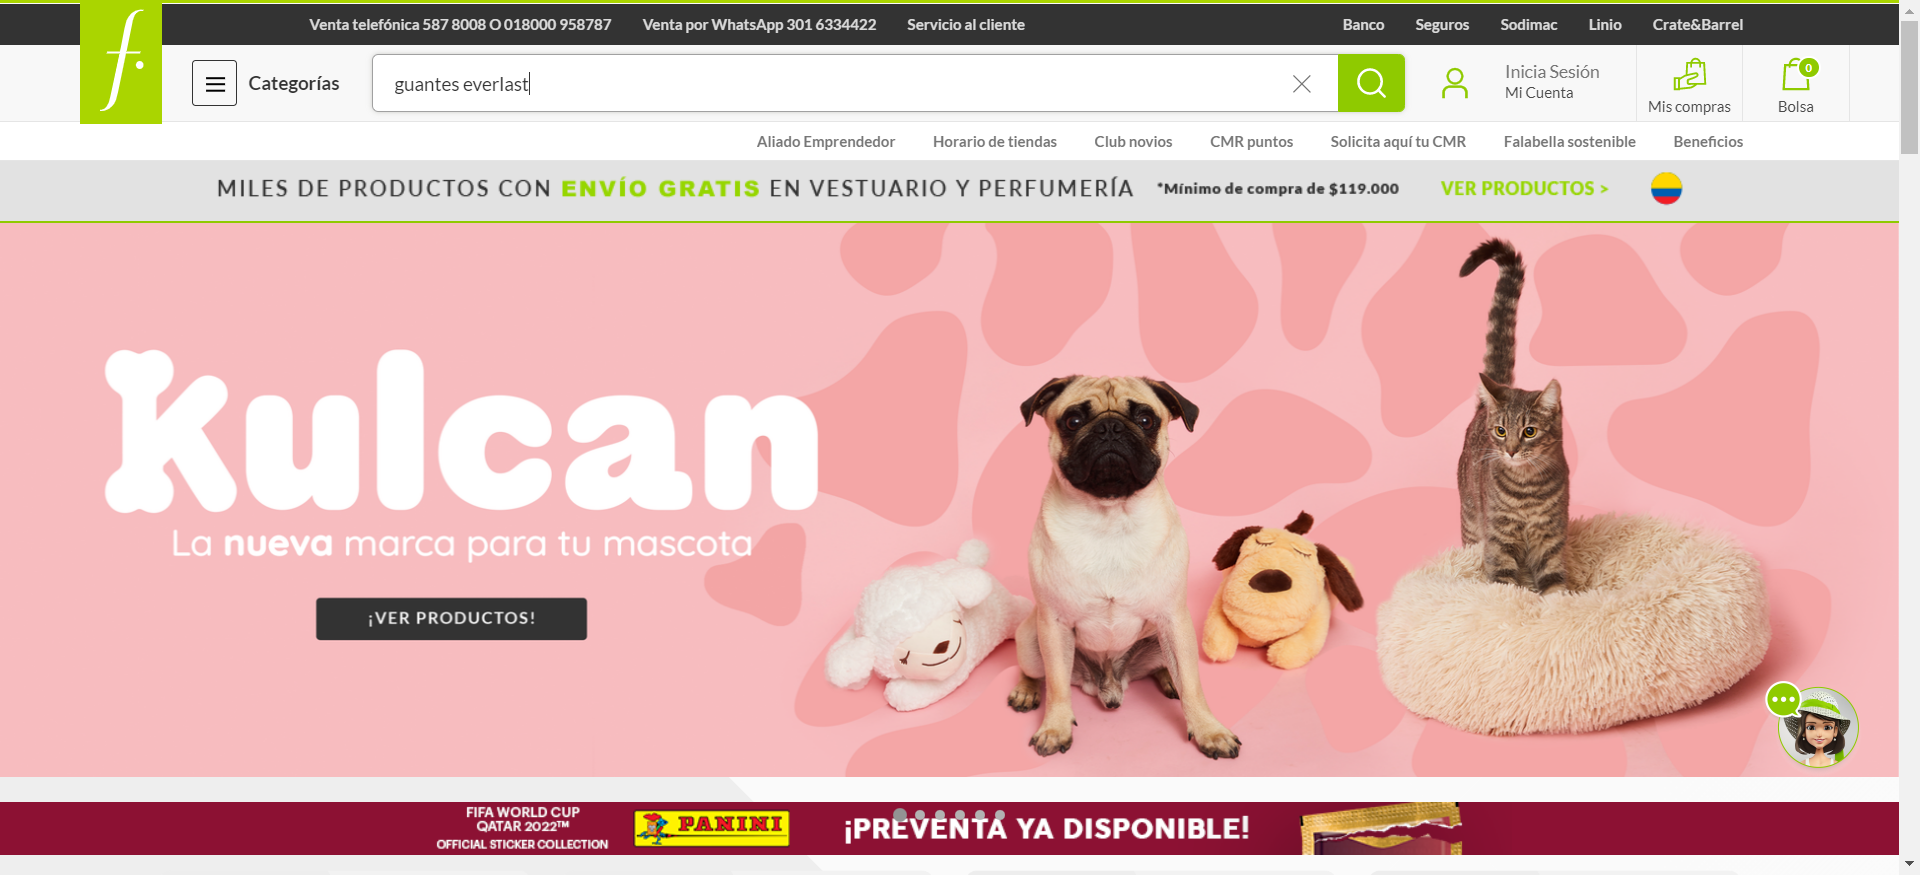 Venta telefónica 587 8008 O 018000 958787 Venta por WhatsApp 301 6334422 Servicio al cliente Banco Seguros Sodimac Linio Crate&Barrel
f.
Categorías
guantes everlast
Inicia Sesión
Mi Cuenta
Mis compras
0
Bolsa
Aliado Emprendedor Horario de tiendas Club novios CMR puntos Solicita aquí tu CMR Falabella sostenible Beneficios
MILES DE PRODUCTOS CON ENVÍO GRATIS EN VESTUARIO Y PERFUMERÍA *Mínimo de compra de $119.000 VER PRODUCTOS >
Kulcan
La nueva marca para tu mascota
¡VER PRODUCTOS!
FIFA WORLD CUP
QATAR 2022™
OFFICIAL STICKER COLLECTION
PANINI
¡PREVENTA YA DISPONIBLE!